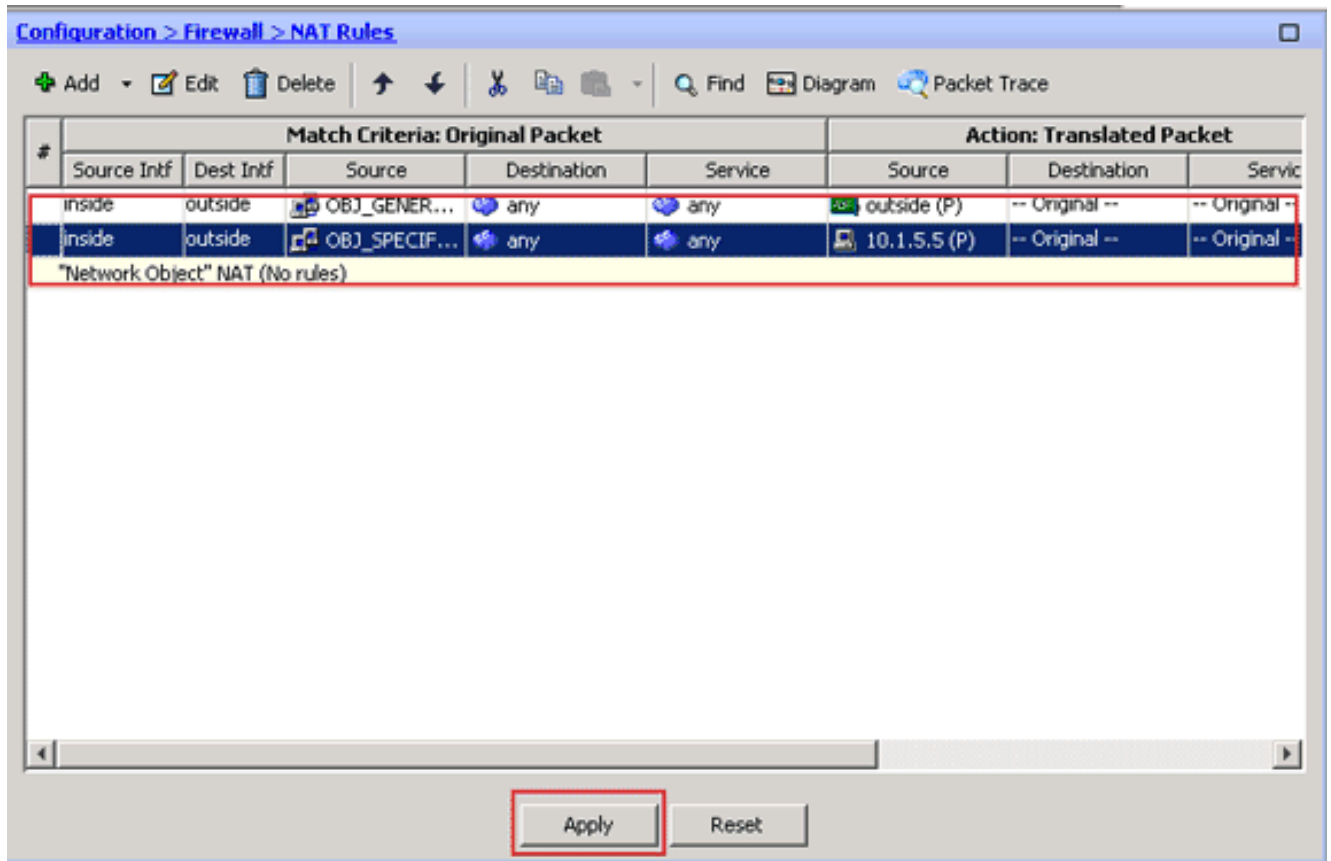 Configuration > Firewall > NAT Rules
Add Edit Delete Find Diagram Packet Trace
# Match Criteria: Original Packet Action: Translated Packet
Source Intf Dest Intf Source Destination Service Source Destination Servic
inside outside OBJ_GENER... any any outside (P) -- Original -- -- Original --
inside outside OBJ_SPECIF... any any 10.1.5.5 (P) -- Original -- -- Original --
"Network Object" NAT (No rules)
Apply Reset